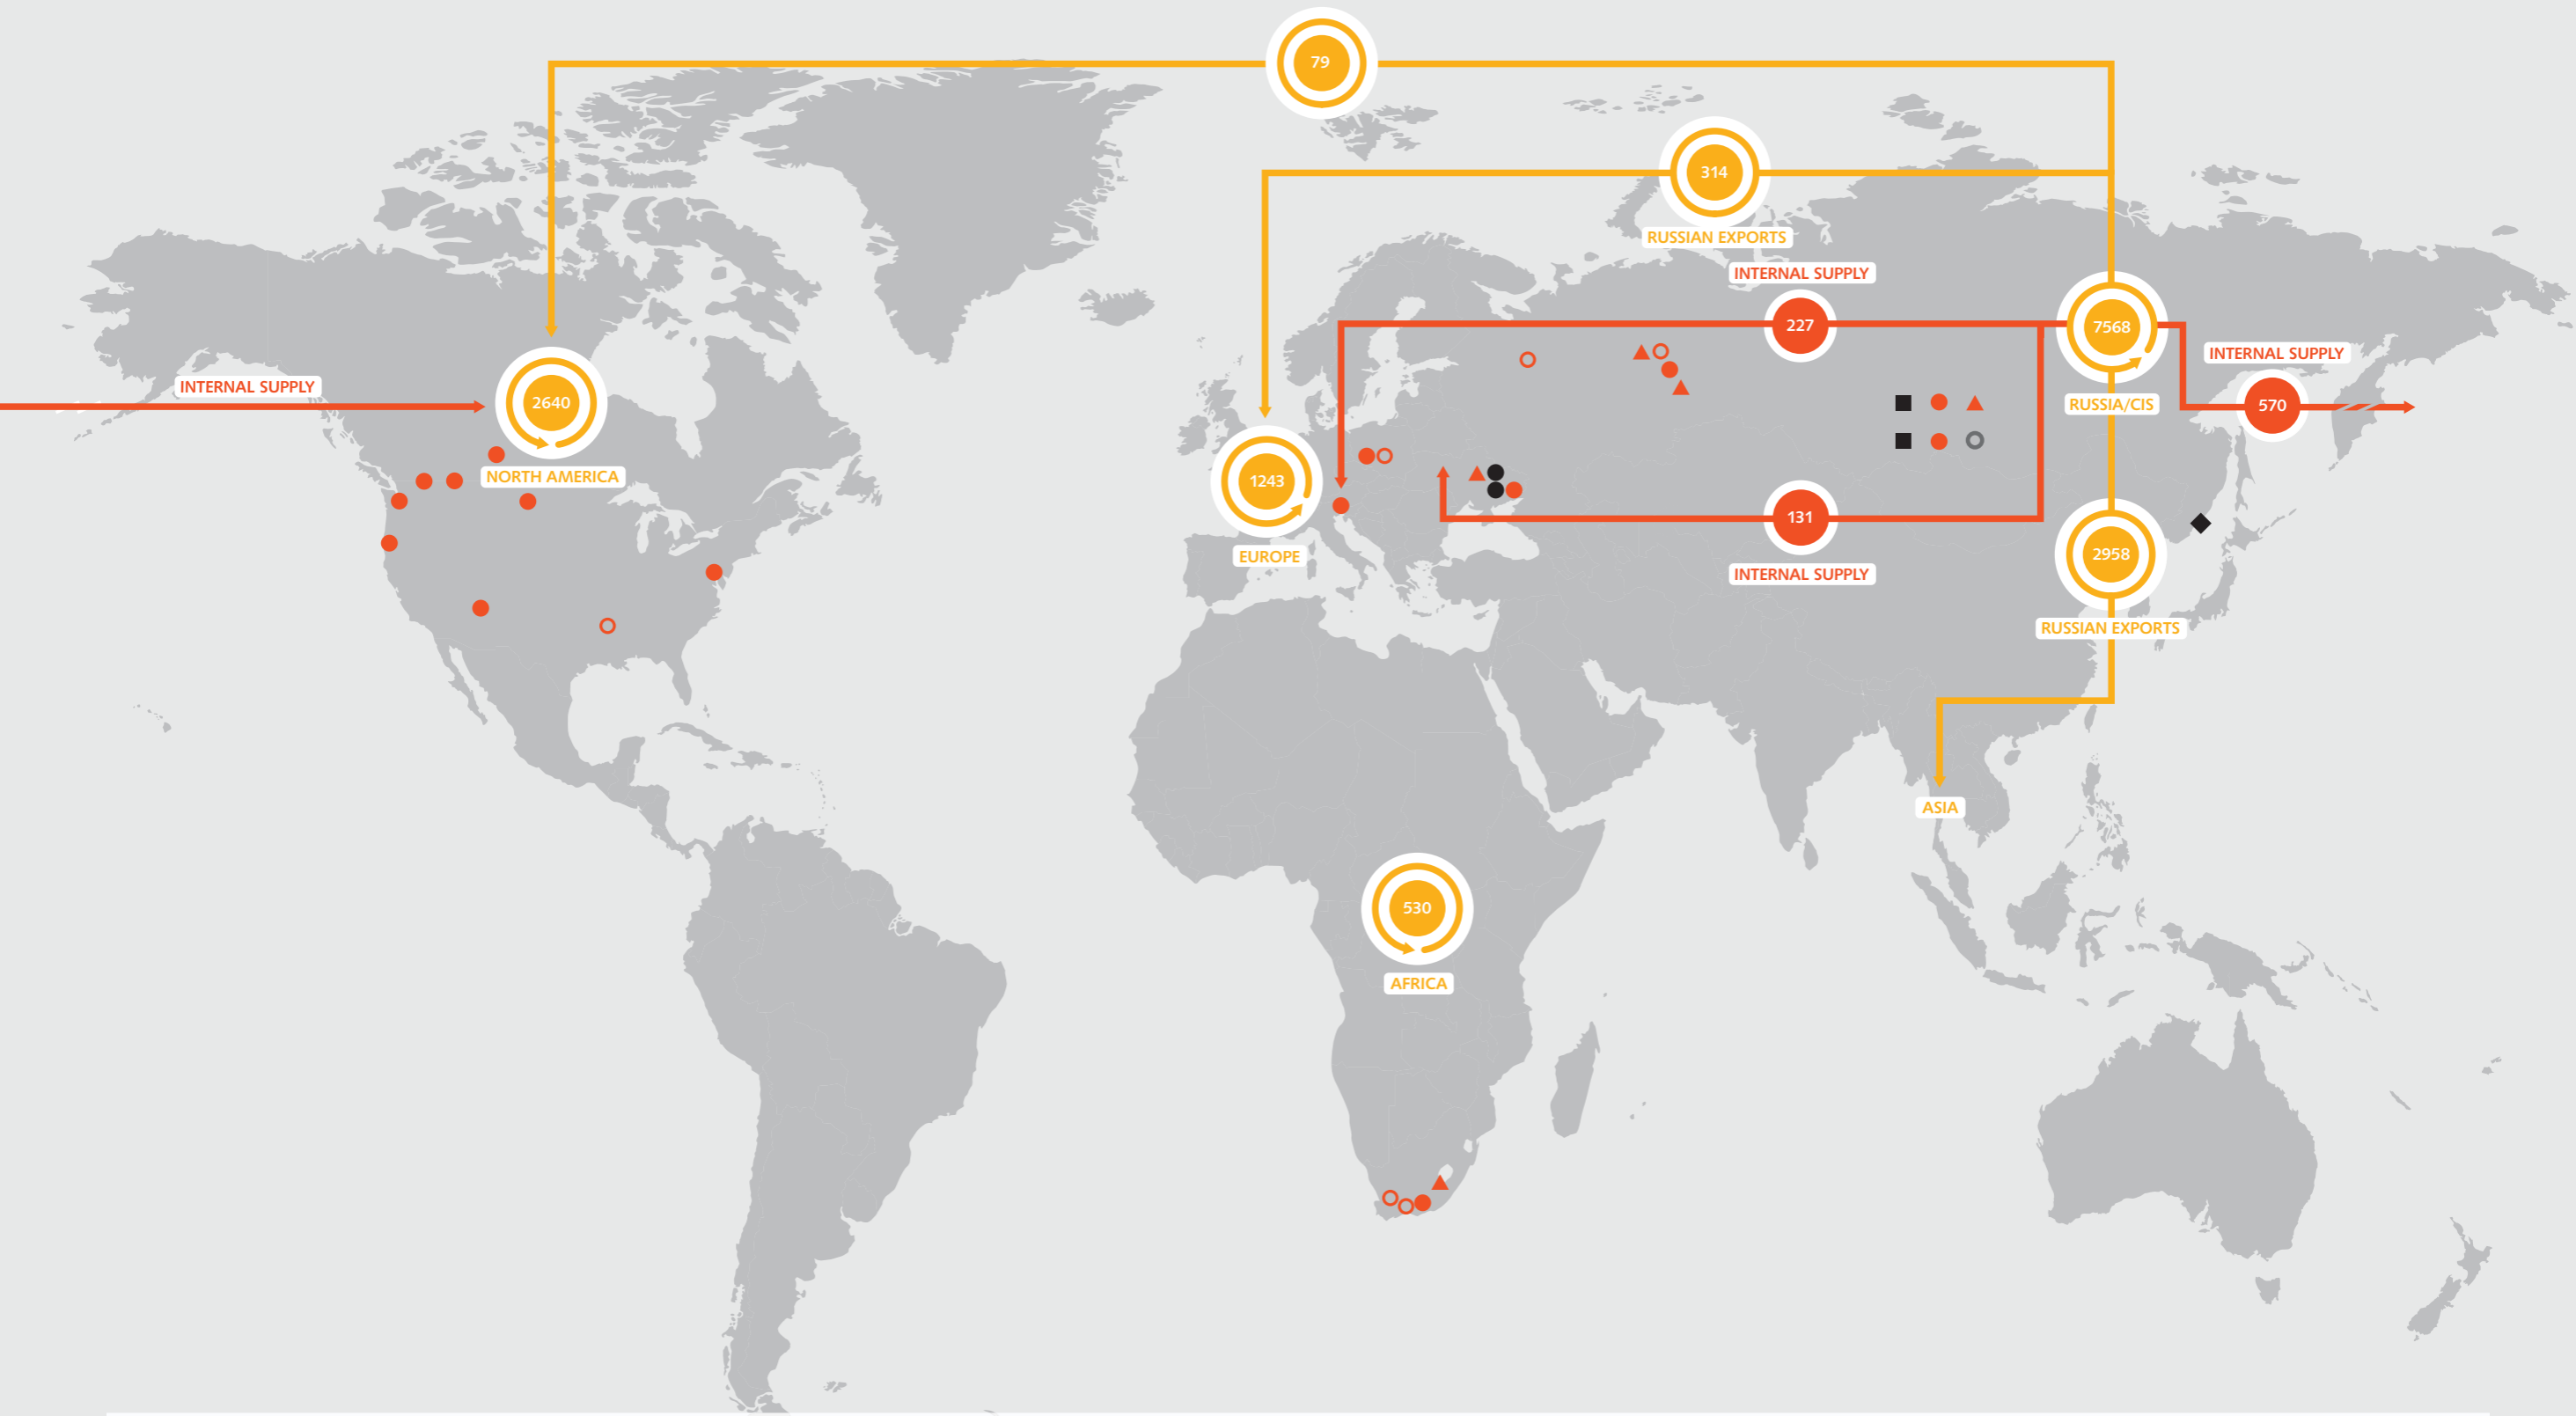 79
314
RUSSIAN EXPORTS
INTERNAL SUPPLY
227
7568
RUSSIA/CIS
INTERNAL SUPPLY
570
INTERNAL SUPPLY
2640
NORTH AMERICA
1243
EUROPE
131
INTERNAL SUPPLY
2958
RUSSIAN EXPORTS
ASIA
530
AFRICA